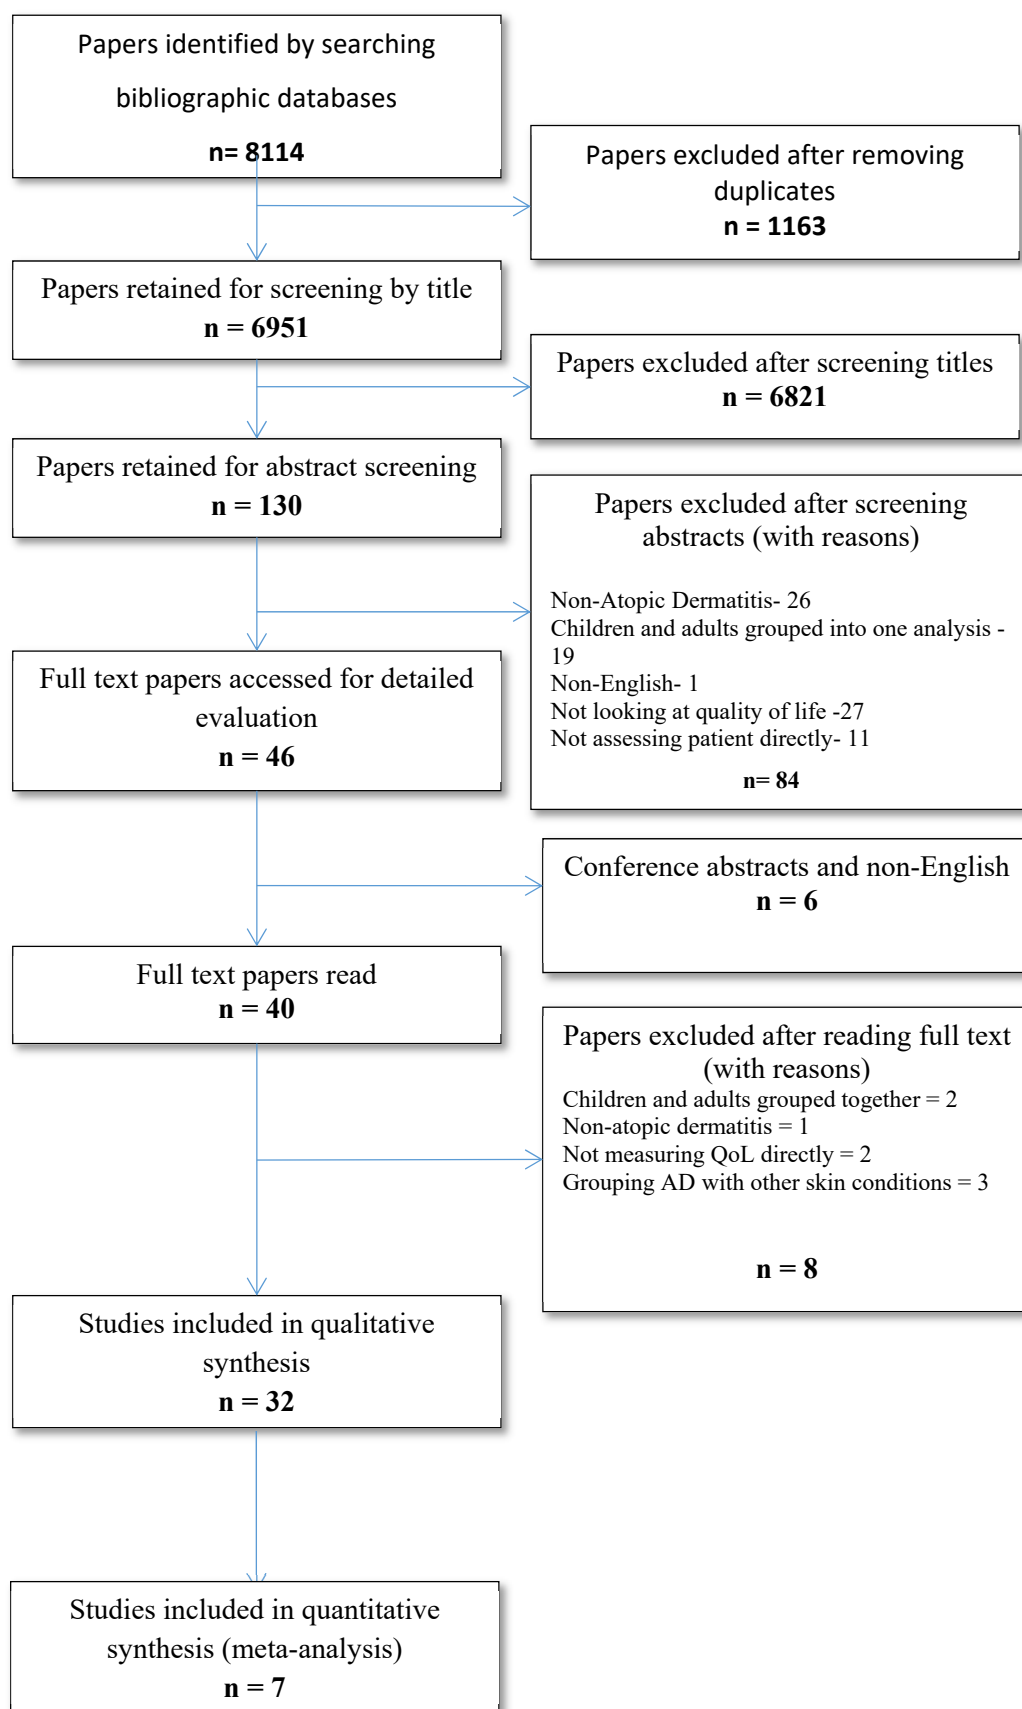 Papers identified by searching
bibliographic databases
n= 8114
Papers excluded after removing
duplicates
n = 1163
Papers retained for screening by title
n = 6951
Papers excluded after screening titles
n = 6821
Papers retained for abstract screening
n = 130
Papers excluded after screening
abstracts (with reasons)
Non-Atopic Dermatitis- 26
Children and adults grouped into one analysis -
19
Non-English- 1
Not looking at quality of life -27
Not assessing patient directly- 11
n= 84
Full text papers accessed for detailed
evaluation
n = 46
Conference abstracts and non-English
n = 6
Full text papers read
n = 40
Papers excluded after reading full text
(with reasons)
Children and adults grouped together = 2
Non-atopic dermatitis = 1
Not measuring QoL directly = 2
Grouping AD with other skin conditions = 3
n = 8
Studies included in qualitative
synthesis
n = 32
Studies included in quantitative
synthesis (meta-analysis)
n = 7